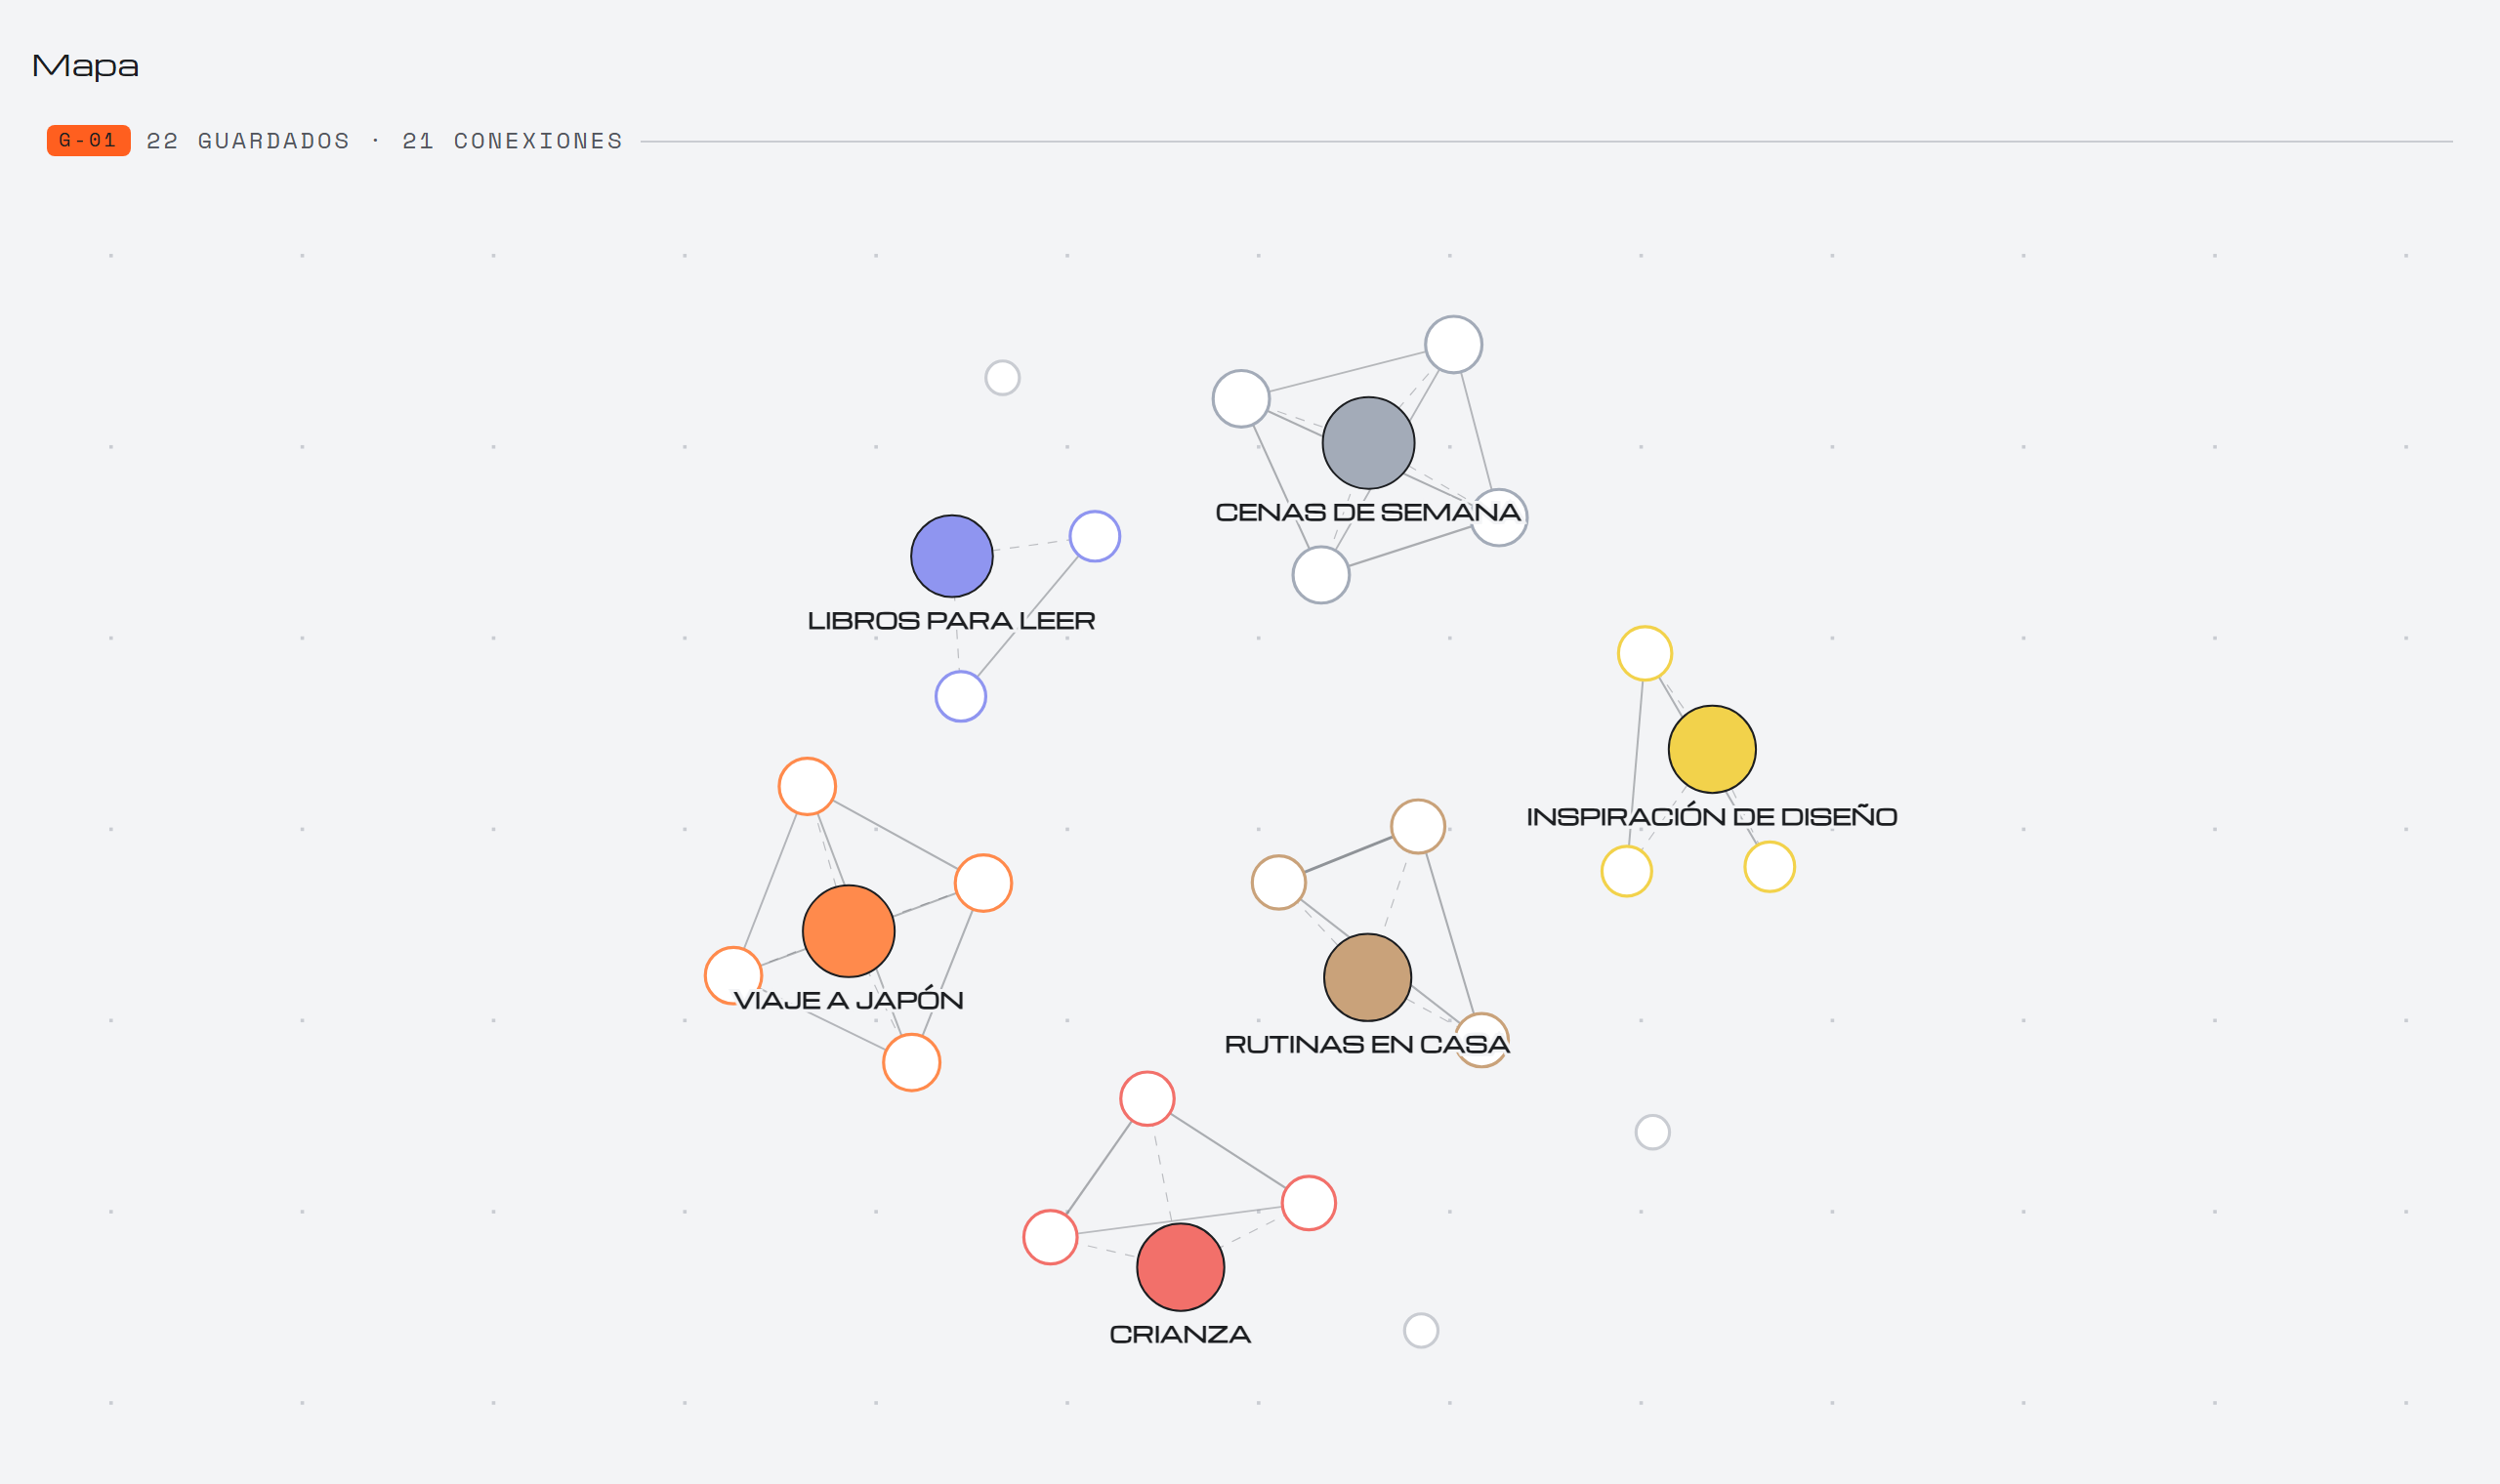 Mapa
G-01 22 GUARDADOS · 21 CONEXIONES
CENAS DE SEMANA
LIBROS PARA LEER
INSPIRACIÓN DE DISEÑO
VIAJE A JAPÓN
RUTINAS EN CASA
CRIANZA